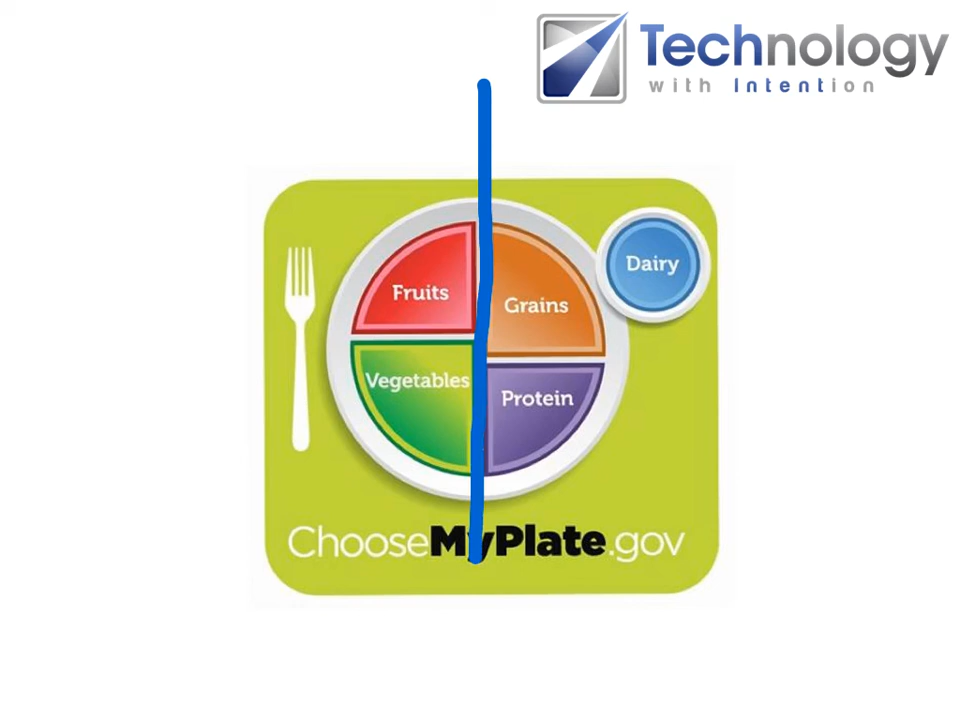 Technology
with Intention
Fruits
Grains
Dairy
Vegetables
Protein
ChooseMyPlate.gov